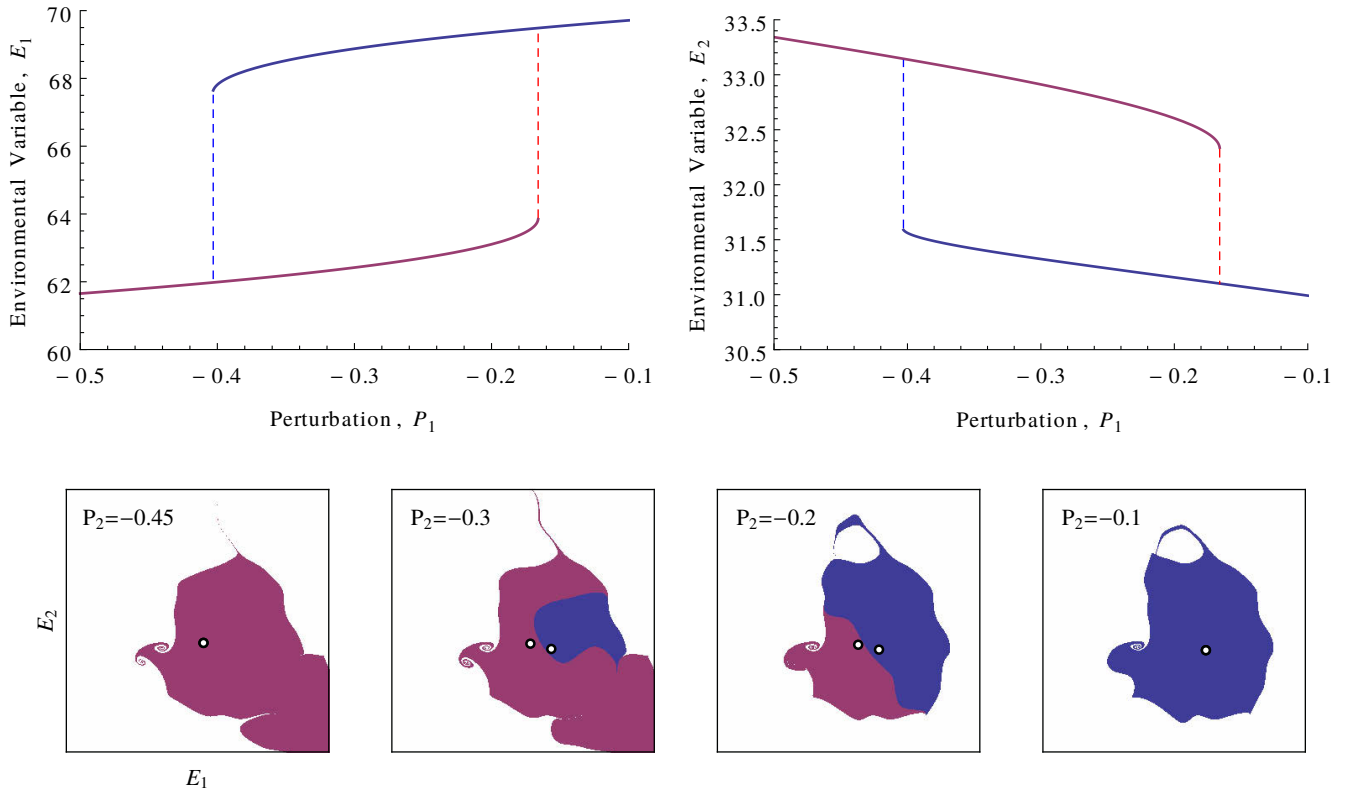 Environmental Variable, E1
70
68
66
64
62
60
−0.5 −0.4 −0.3 −0.2 −0.1
Perturbation, P1
Environmental Variable, E2
33.5
33.0
32.5
32.0
31.5
31.0
30.5
−0.5 −0.4 −0.3 −0.2 −0.1
Perturbation, P1
E2
P2=−0.45
P2=−0.3
P2=−0.2
P2=−0.1
E1